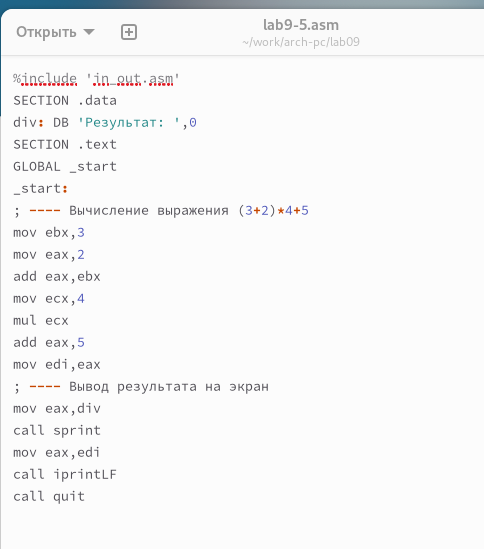 Открыть
lab9-5.asm
~/work/arch-pc/lab09
%include 'in_out.asm'
SECTION .data
div: DB 'Результат: ',0
SECTION .text
GLOBAL _start
_start:
; ---- Вычисление выражения (3+2)*4+5
mov ebx,3
mov eax,2
add eax,ebx
mov ecx,4
mul ecx
add eax,5
mov edi,eax
; ---- Вывод результата на экран
mov eax,div
call sprint
mov eax,edi
call iprintLF
call quit